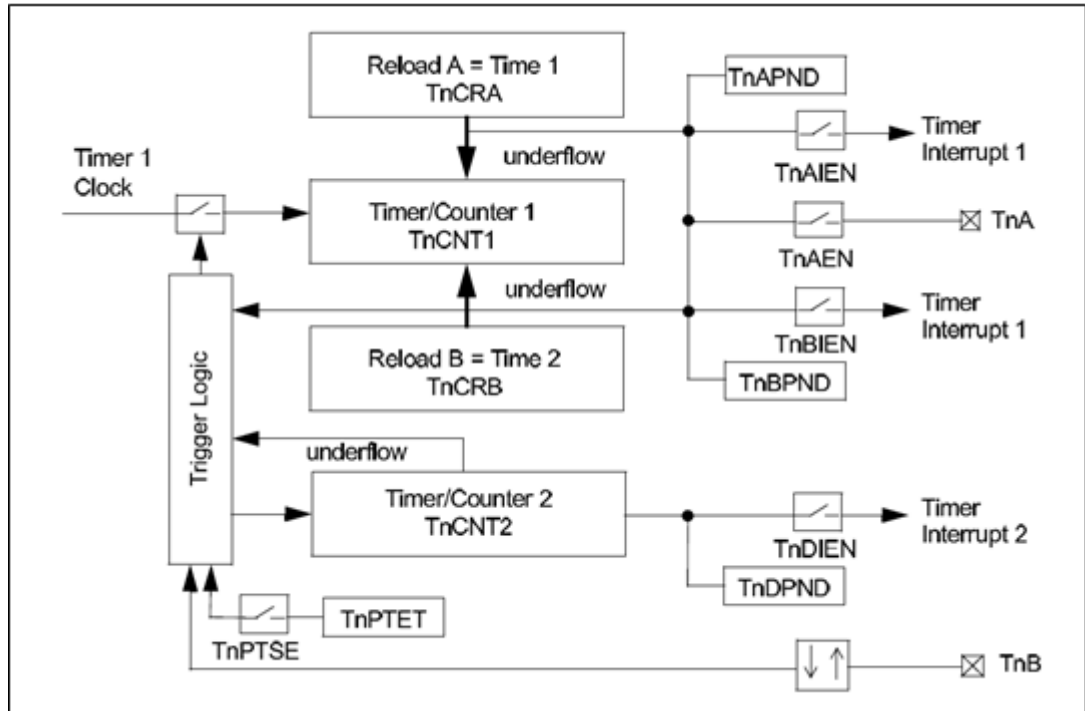 Reload A = Time 1
TnCRA
TnAPND
Timer
Interrupt 1
TnAIEN
underflow
Timer 1
Clock
Timer/Counter 1
TnCNT1
TnA
TnAEN
underflow
Timer
Interrupt 1
TnBIEN
Reload B = Time 2
TnCRB
TnBPND
Trigger Logic
underflow
Timer/Counter 2
TnCNT2
Timer
Interrupt 2
TnDIEN
TnDPND
TnPTET
TnPTSE
TnB